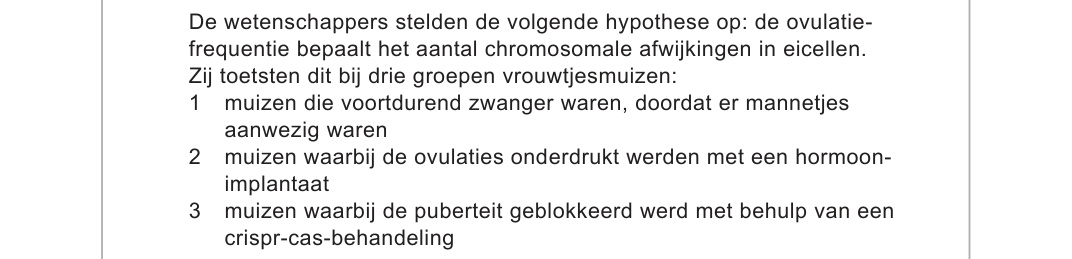 De wetenschappers stelden de volgende hypothese op: de ovulatie-
frequentie bepaalt het aantal chromosomale afwijkingen in eicellen.
Zij toetsten dit bij drie groepen vrouwtjesmuizen:
1 muizen die voortdurend zwanger waren, doordat er mannetjes
aanwezig waren
2 muizen waarbij de ovulaties onderdrukt werden met een hormoon-
implantaat
3 muizen waarbij de puberteit geblokkeerd werd met behulp van een
crispr-cas-behandeling